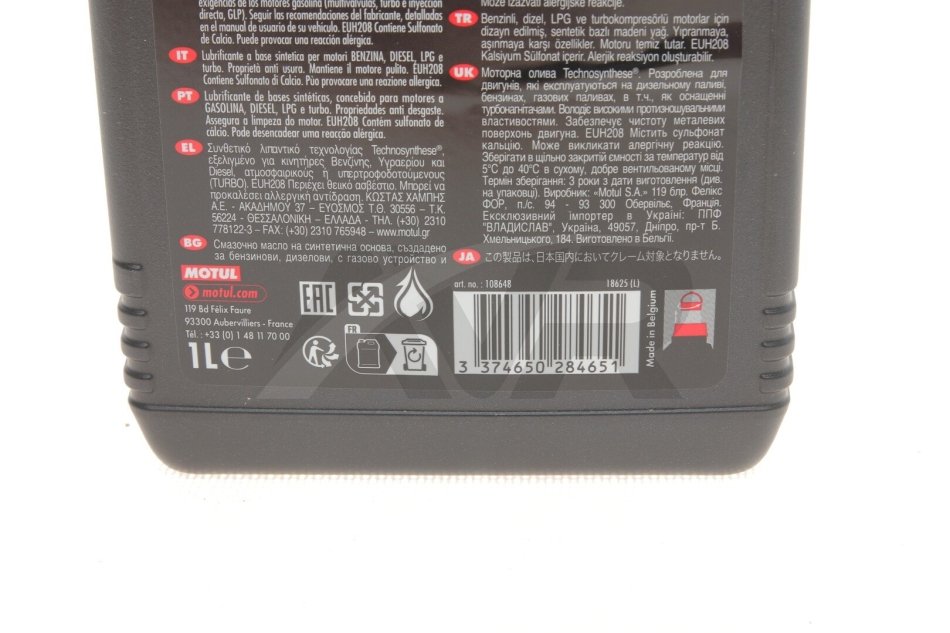 exigencias de los motores gasolina (multiválvulas, turbo e inyección
directa, GLP). Seguir las recomendaciones del fabricante, detalladas
en el manual de usuario de su vehículo. EUH208 Contiene Sulfonato
de Calcio. Puede provocar una reacción alérgica.
IT Lubrificante a base sintetica per motori BENZINA, DIESEL, LPG e
turbo. Proprietà anti usura. Mantiene il motore pulito. EUH208
Contiene Sulfonato di Calcio. Può provocare una reazione allergica.
PT Lubrificante de bases sintéticas, concebido para motores a
GASOLINA, DIESEL, LPG e turbo. Propriedades anti desgaste.
Assegura a limpeza do motor. EUH208 Contém sulfonato de
cálcio. Pode desencadear uma reacção alérgica.
EL Συνθετικό λιπαντικό τεχνολογίας Technosynthese®,
εξελιγμένο για κινητήρες Βενζίνης, Υγραερίου και
Diesel, ατμοσφαιρικούς ή υπερτροφοδοτούμενους
(TURBO). EUH208 Περιέχει θειικό ασβέστιο. Μπορεί να
προκαλέσει αλλεργική αντίδραση. ΚΩΣΤΑΣ ΧΑΜΠΗΣ
Α.Ε. - ΑΚΑΔΗΜΟΥ 37 – ΕΥΟΣΜΟΣ Τ.Θ. 30556 – Τ.Κ.
56224 - ΘΕΣΣΑΛΟΝΙΚΗ – ΕΛΛΑΔΑ - ΤΗΛ. (+30) 2310
778122-3 – FAX: (+30) 2310 765948 – www.motul.gr
BG Смазочно масло на синтетична основа, създадено
за бензинови, дизелови, с газово устройство и
Može izazvati alergijske reakcije.
TR Benzinli, dizel, LPG ve turbokompresörlü motorlar için
dizayn edilmiş, sentetik bazlı madeni yağ. Yıpranmaya,
aşınmaya karşı özellikler. Motoru temiz tutar. EUH208
Kalsiyum Sülfonat içerir. Alerjik reaksiyon oluşturabilir.
UK Моторна олива Technosynthese®. Розроблена для
двигунів, які експлуатуються на дизельному паливі,
бензинах, газових паливах, в т.ч., як оснащенні
турбонагнітачами. Володіє високими протизношувальними
властивостями. Забезпечує чистоту металевих
поверхонь двигуна. EUH208 Містить сульфонат
кальцію. Може викликати алергічну реакцію.
Зберігати в щільно закритій ємності за температур від
5°C до 40°C в сухому, добре вентильованому місці.
Термін зберігання: 3 роки з дати виготовлення (див.
на упаковці). Виробник: «Motul S.A.» 119 блр. Фелікс
ФОР, п./с. 94 - 93 300 Обервільє, Франція.
Ексклюзивний імпортер в Україні: ППФ
"ВЛАДИСЛАВ", Україна, 49057, Дніпро, пр-т Б.
Хмельницького, 184. Виготовлено в Бельгії.
JA この製品は、日本国内においてクレーム対象となりません。
MOTUL
motul.com
119 Bd Félix Faure
93300 Aubervilliers - France
Tél.: +33 (0) 1 48 11 70 00
1L e
EAC
FR
art. no. : 108648 18625 (L)
3 374650 284651
Made in Belgium
AVR